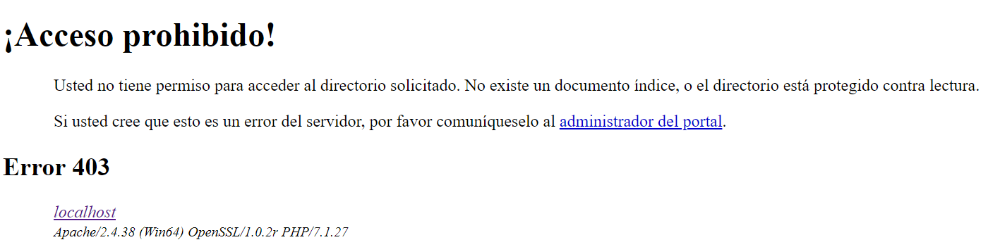 ¡Acceso prohibido!
Usted no tiene permiso para acceder al directorio solicitado. No existe un documento índice, o el directorio está protegido contra lectura.
Si usted cree que esto es un error del servidor, por favor comuníqueselo al administrador del portal.
Error 403
localhost
Apache/2.4.38 (Win64) OpenSSL/1.0.2r PHP/7.1.27